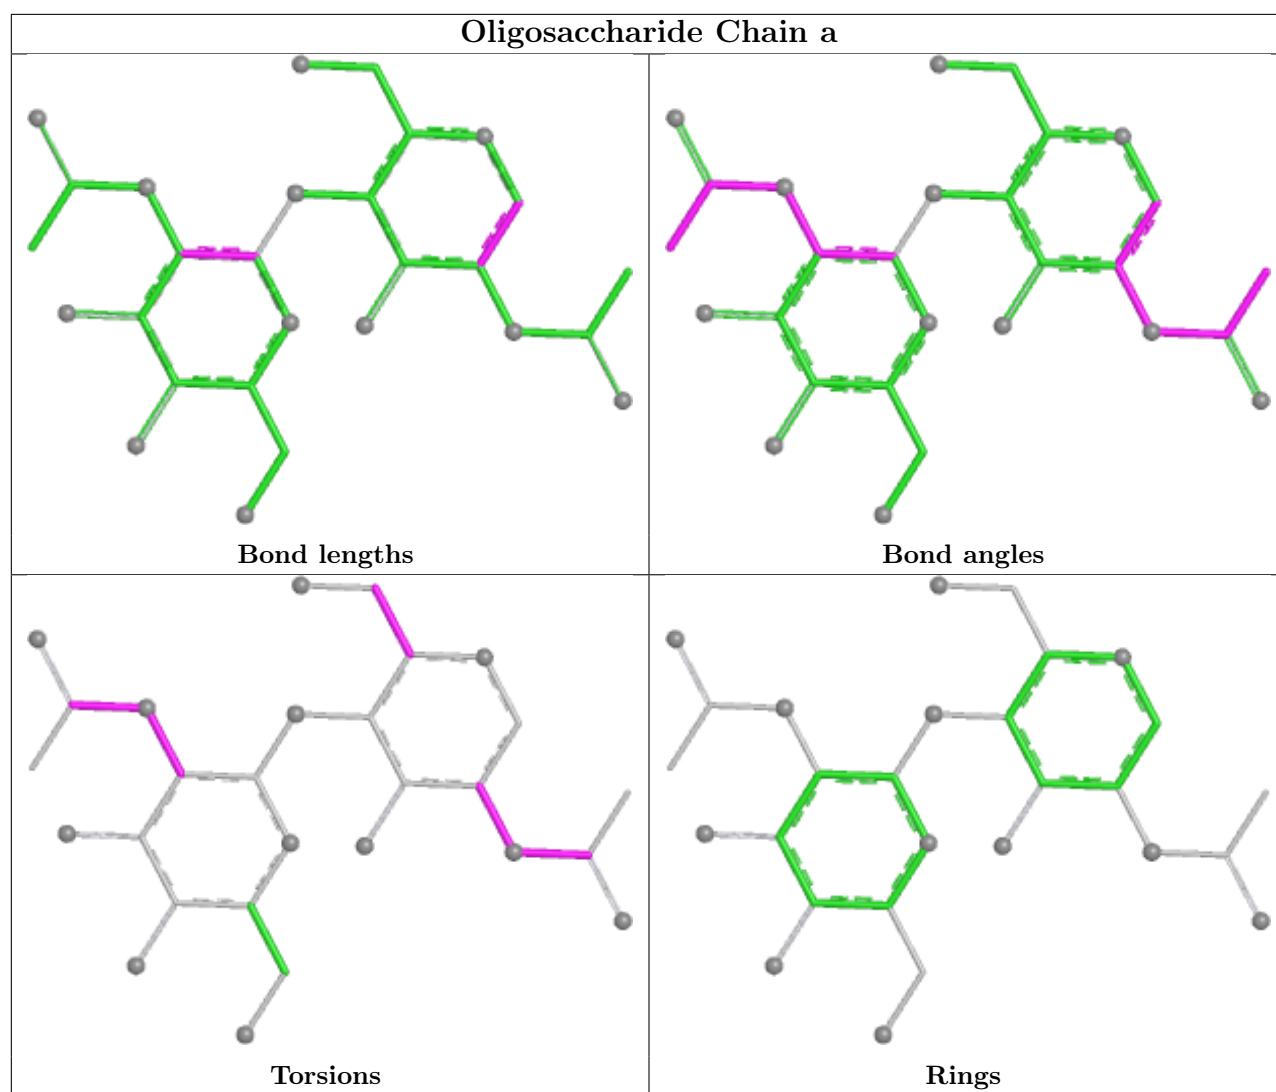 Oligosaccharide Chain a
Bond lengths
Bond angles
Torsions
Rings